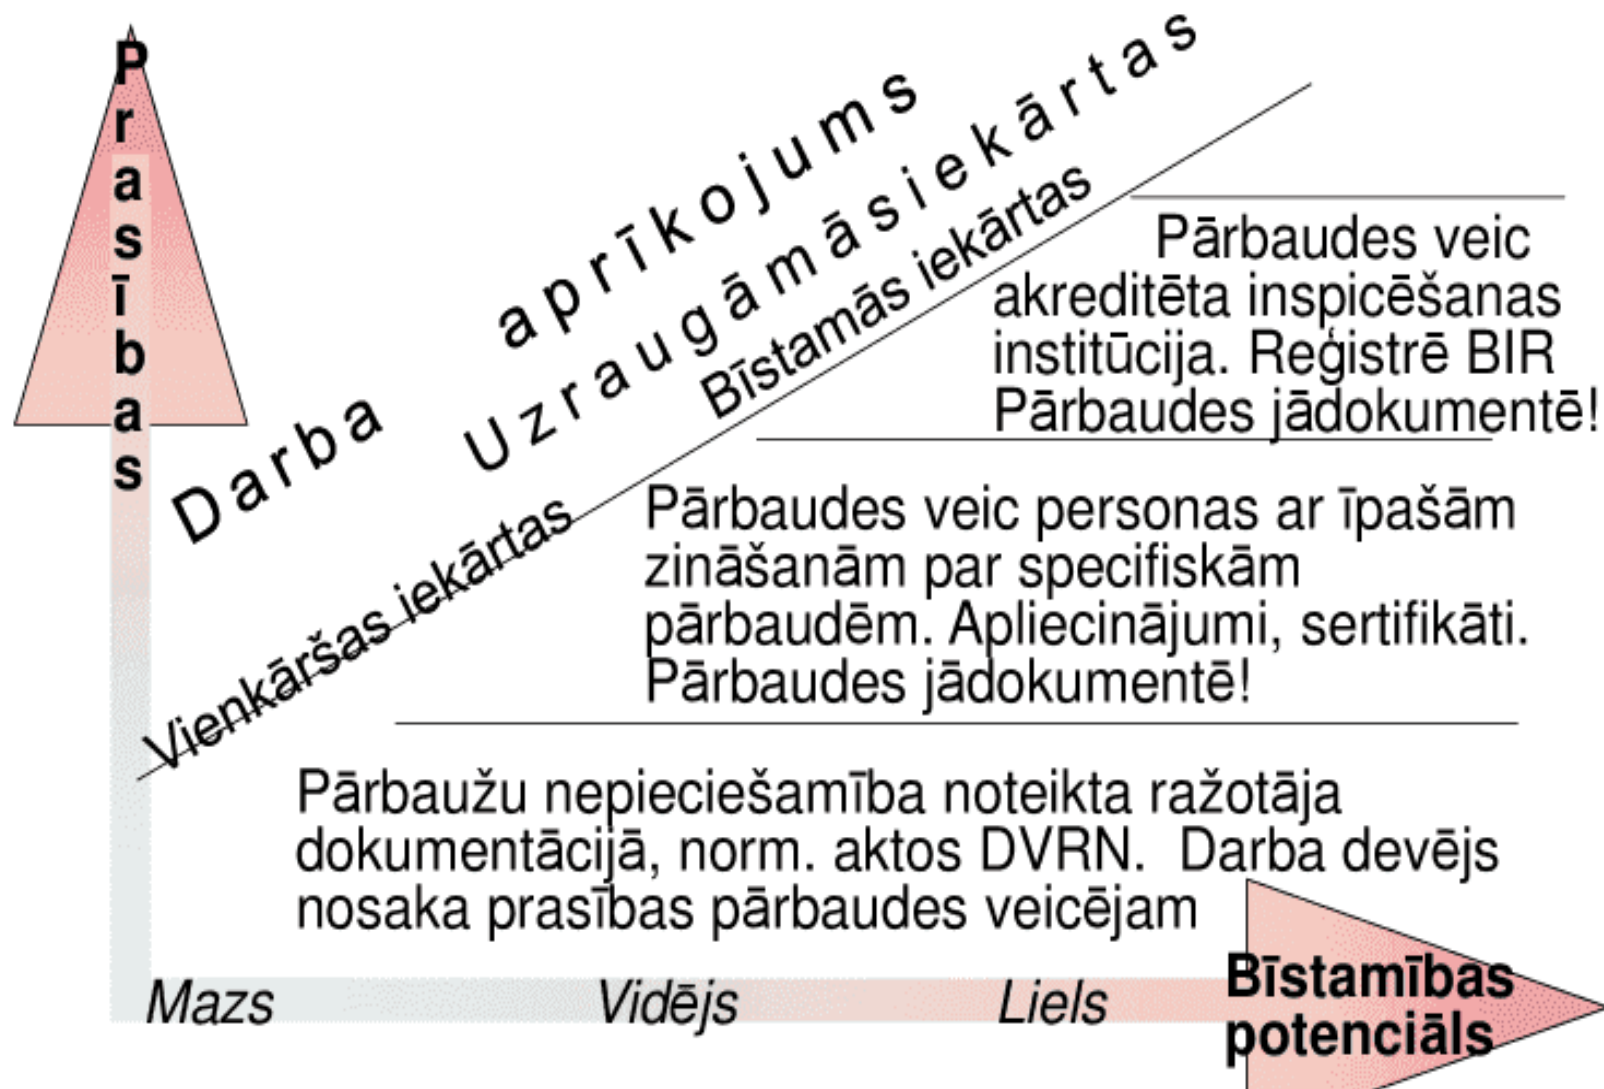 Prasības
Darba aprīkojums
Uzraugāmāsiekārtas
Bīstamās iekārtas
Vienkāršas iekārtas
Pārbaudes veic
akreditēta inspicēšanas
institūcija. Reģistrē BIR
Pārbaudes jādokumentē!
Pārbaudes veic personas ar īpašām
zināšanām par specifiskām
pārbaudēm. Apliecinājumi, sertifikāti.
Pārbaudes jādokumentē!
Pārbaužu nepieciešamība noteikta ražotāja
dokumentācijā, norm. aktos DVRN. Darba devējs
nosaka prasības pārbaudes veicējam
Mazs Vidējs Liels
Bīstamības
potenciāls